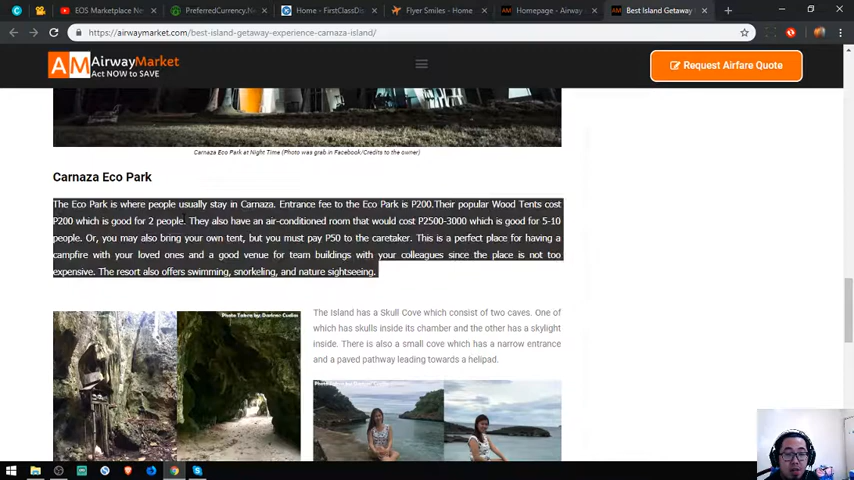 EOS Marketplace Ne
PreferredCurrency.N
Home - FirstClassDi
Flyer Smiles - Home
Homepage - Airway
Best Island Getaway
https://airwaymarket.com/best-island-getaway-experience-carnaza-island/
AM AirwayMarket
Act NOW to SAVE
Request Airfare Quote
Carnaza Eco Park at Night Time (Photo was grab in Facebook/Credits to the owner)
Carnaza Eco Park
The Eco Park is where people usually stay in Carnaza. Entrance fee to the Eco Park is P200.Their popular Wood Tents cost
P200 which is good for 2 people. They also have an air-conditioned room that would cost P2500-3000 which is good for 5-10
people. Or, you may also bring your own tent, but you must pay P50 to the caretaker. This is a perfect place for having a
campfire with your loved ones and a good venue for team buildings with your colleagues since the place is not too
expensive. The resort also offers swimming, snorkeling, and nature sightseeing.
The Island has a Skull Cove which consist of two caves. One of
which has skulls inside its chamber and the other has a skylight
inside. There is also a small cove which has a narrow entrance
and a paved pathway leading towards a helipad.
Photo Taken by: Darlene Cuelas